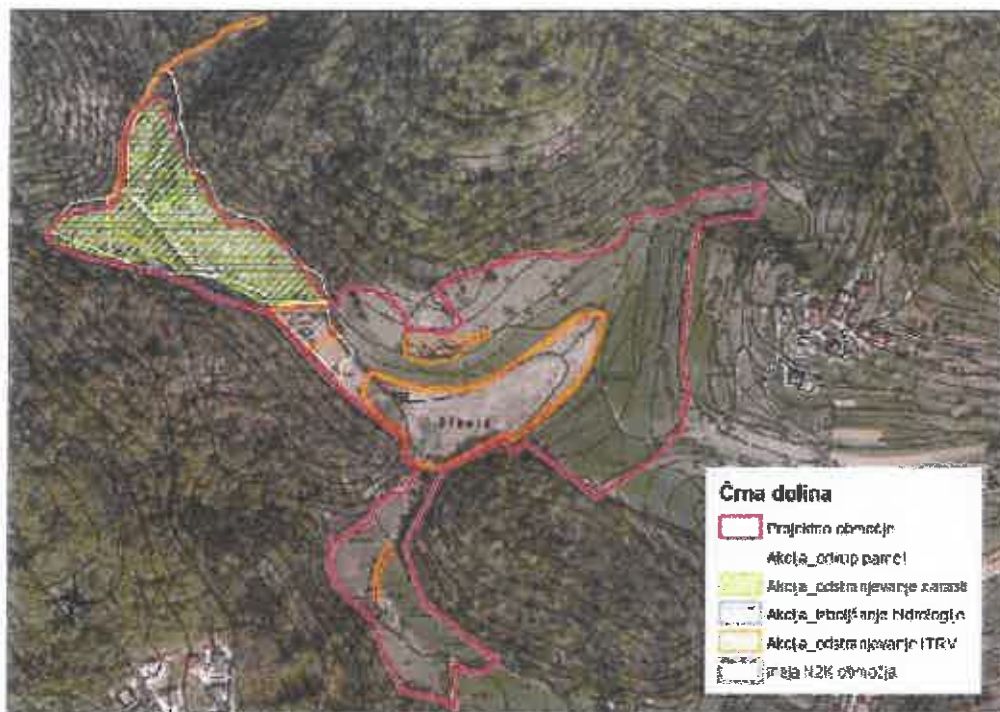 Črna dolina
Projektno območje
Akcija_odkup parcel
Akcija_odstranjevanje zarasti
Akcija_izboljšanje hidrologije
Akcija_odstranjevanje ITRV
meja N2K območja